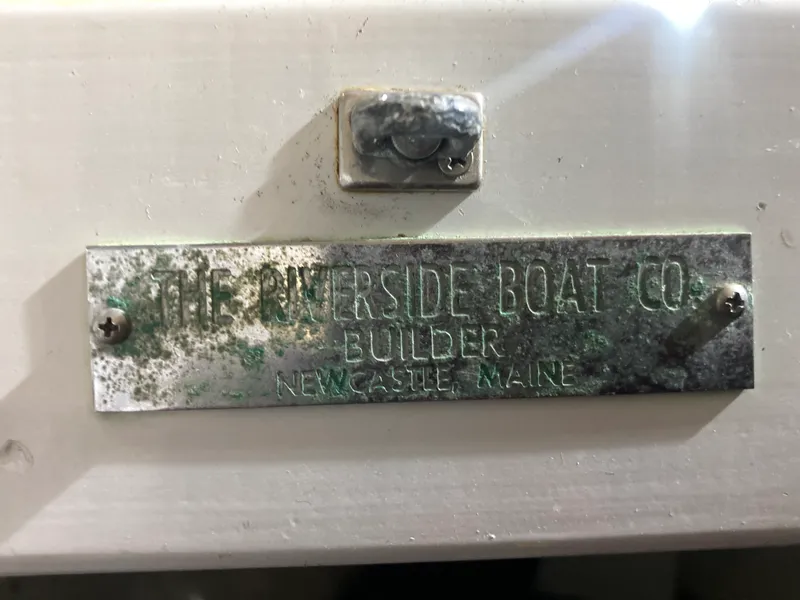 THE RIVERSIDE BOAT CO.
BUILDER
NEWCASTLE, MAINE